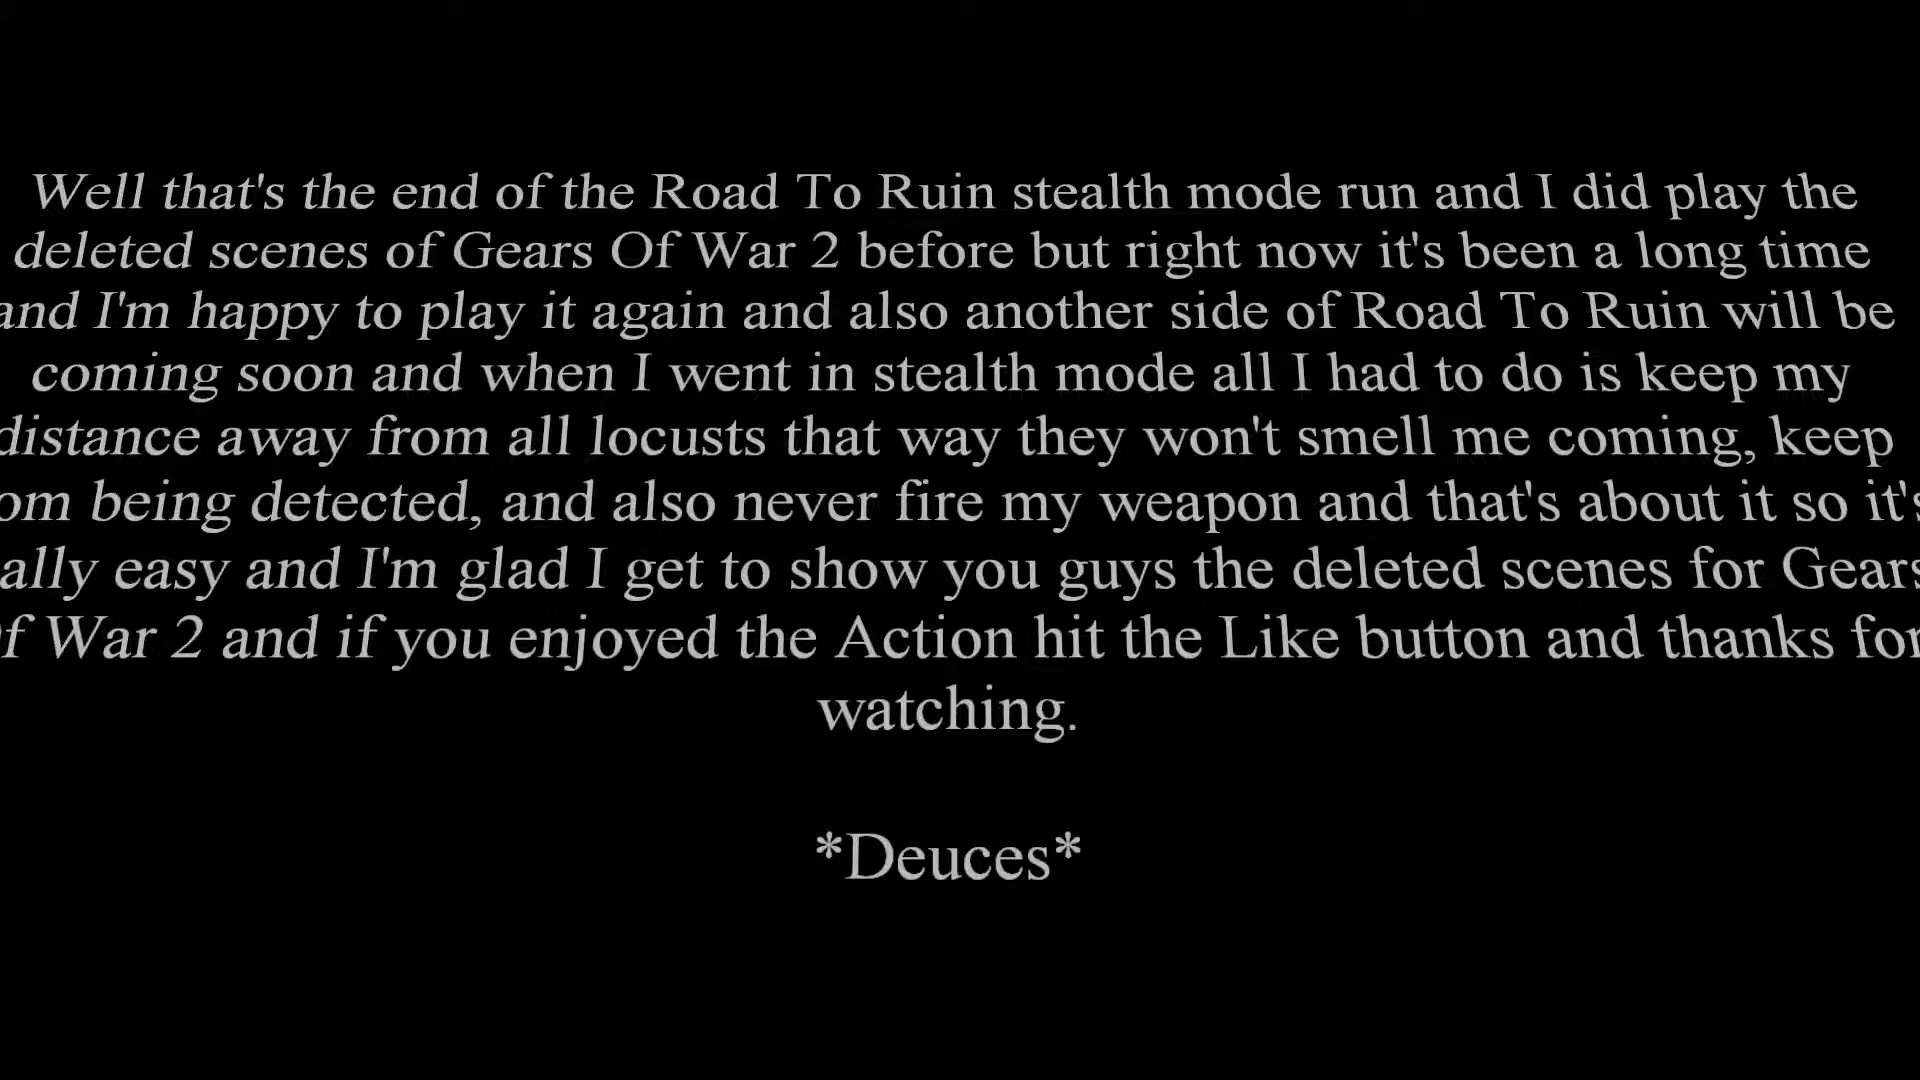 Well that's the end of the Road To Ruin stealth mode run and I did play the
deleted scenes of Gears Of War 2 before but right now it's been a long time
and I'm happy to play it again and also another side of Road To Ruin will be
coming soon and when I went in stealth mode all I had to do is keep my
distance away from all locusts that way they won't smell me coming, keep
om being detected, and also never fire my weapon and that's about it so it's
ally easy and I'm glad I get to show you guys the deleted scenes for Gears
Of War 2 and if you enjoyed the Action hit the Like button and thanks for
watching.
*Deuces*